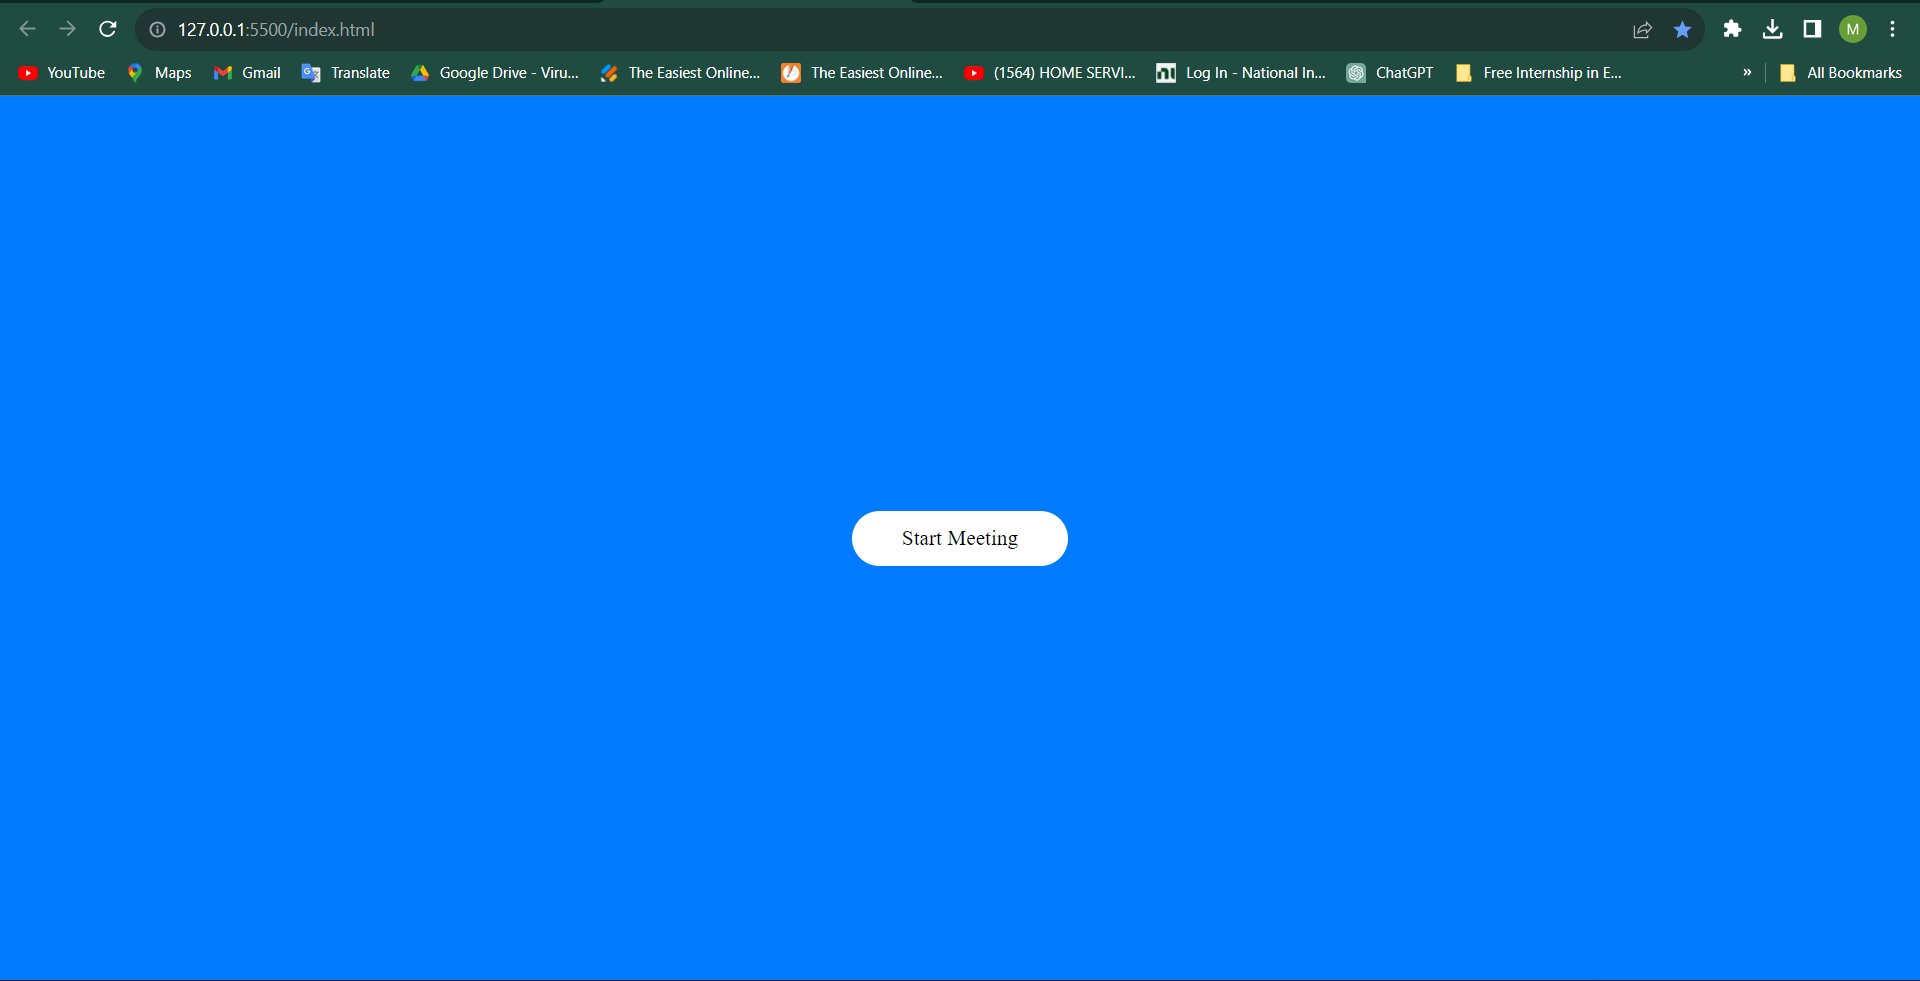 127.0.0.1:5500/index.html M
YouTube Maps Gmail Translate Google Drive - Viru... The Easiest Online... The Easiest Online... (1564) HOME SERVI... Log In - National In... ChatGPT Free Internship in E... » All Bookmarks
Start Meeting